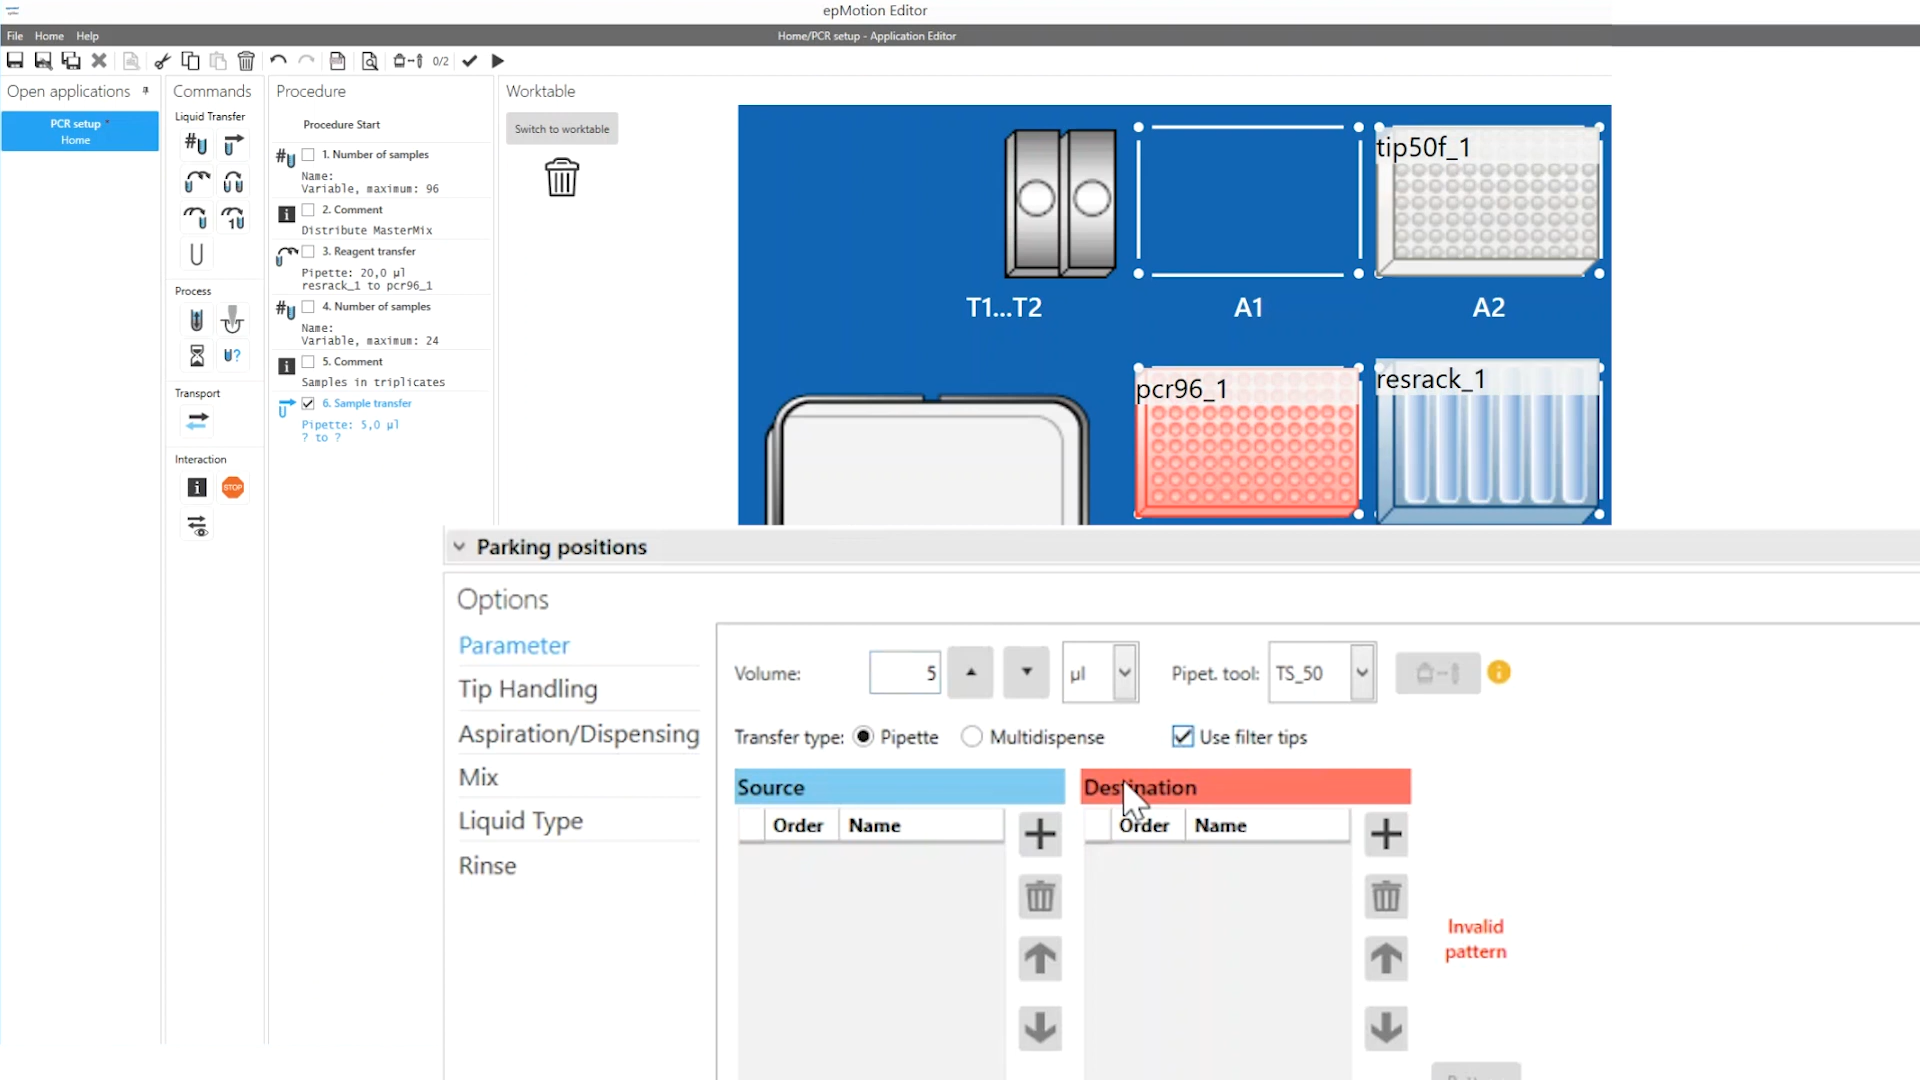 epMotion Editor
File Home Help
Home/PCR setup - Application Editor
0/2
Open applications
PCR setup *
Home
Commands
Liquid Transfer
#
1
Process
?
Transport
Interaction
i STOP
Procedure
Procedure Start
# 1. Number of samples
Name:
Variable, maximum: 96
i 2. Comment
Distribute MasterMix
3. Reagent transfer
Pipette: 20,0 µl
resrack_1 to pcr96_1
# 4. Number of samples
Name:
Variable, maximum: 24
i 5. Comment
Samples in triplicates
6. Sample transfer
Pipette: 5,0 µl
? to ?
Worktable
Switch to worktable
tip50f_1
T1...T2 A1 A2
pcr96_1
resrack_1
Parking positions
Options
Parameter
Tip Handling
Aspiration/Dispensing
Mix
Liquid Type
Rinse
Volume: 5 µl Pipet. tool: TS_50
Transfer type: Pipette Multidispense Use filter tips
Source
Order Name
Destination
Order Name
Invalid
pattern